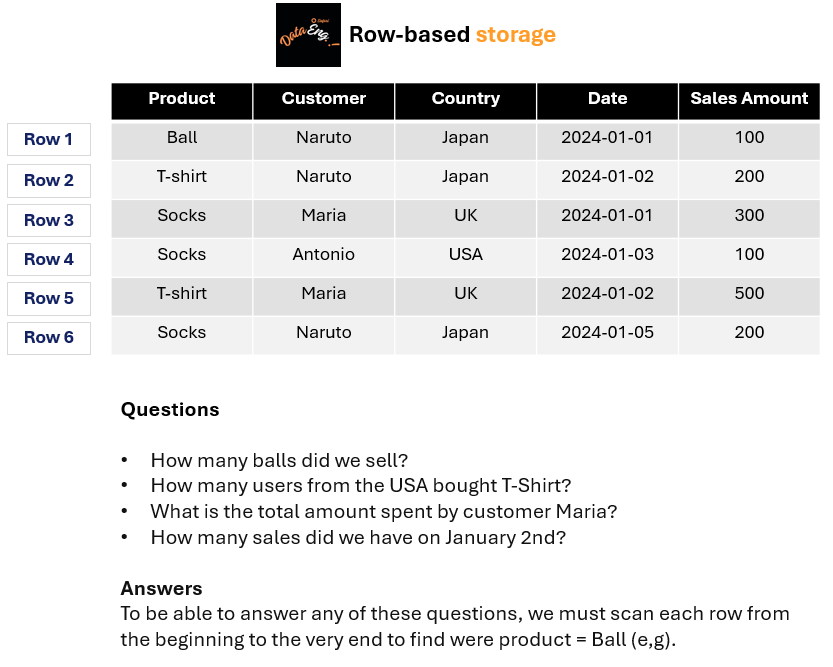 Data Eng
Row-based storage
Product Customer Country Date Sales Amount
Row 1 Ball Naruto Japan 2024-01-01 100
Row 2 T-shirt Naruto Japan 2024-01-02 200
Row 3 Socks Maria UK 2024-01-01 300
Row 4 Socks Antonio USA 2024-01-03 100
Row 5 T-shirt Maria UK 2024-01-02 500
Row 6 Socks Naruto Japan 2024-01-05 200
Questions
• How many balls did we sell?
• How many users from the USA bought T-Shirt?
• What is the total amount spent by customer Maria?
• How many sales did we have on January 2nd?
Answers
To be able to answer any of these questions, we must scan each row from
the beginning to the very end to find were product = Ball (e,g).